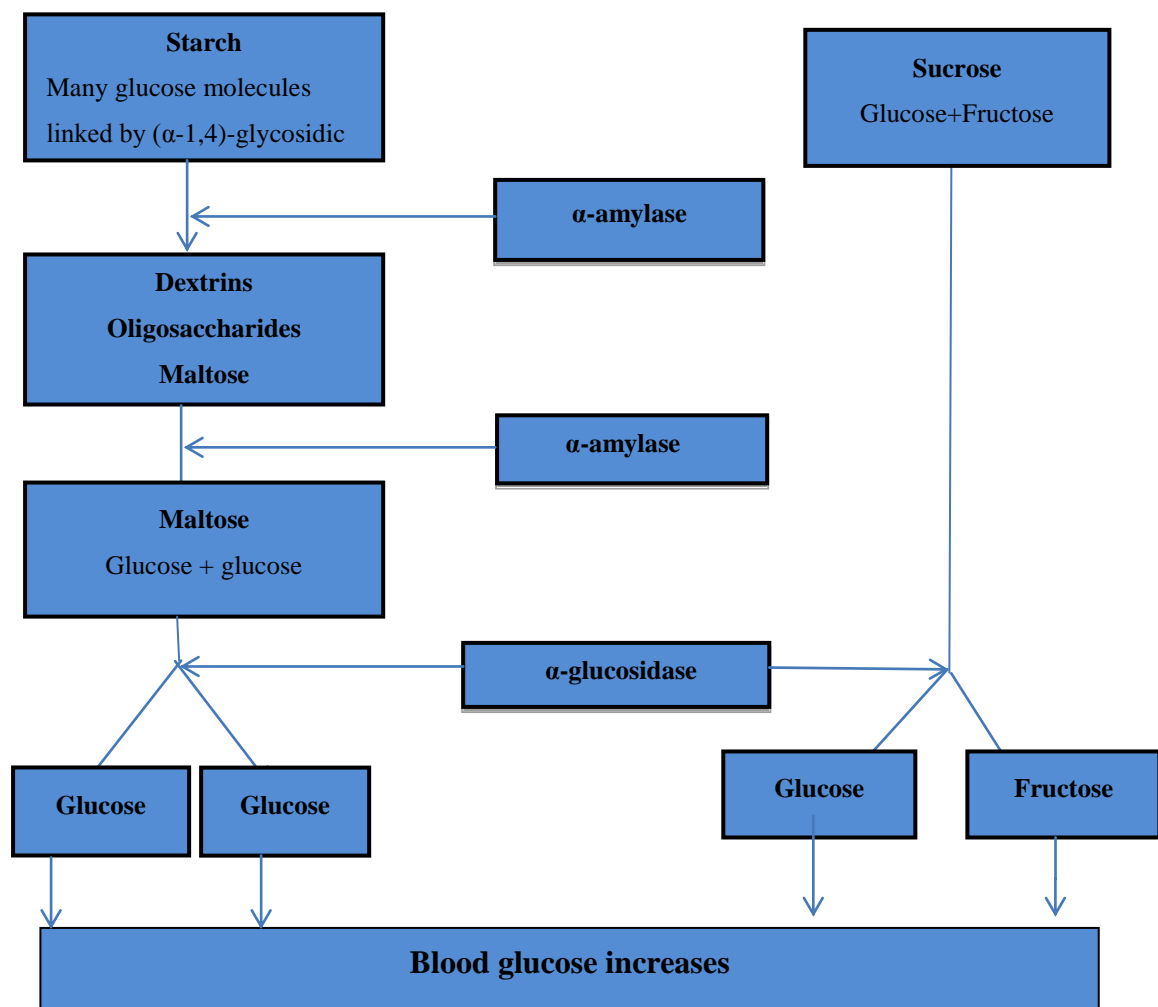 Starch
Many glucose molecules
linked by (α-1,4)-glycosidic
Sucrose
Glucose+Fructose
α-amylase
Dextrins
Oligosaccharides
Maltose
α-amylase
Maltose
Glucose + glucose
α-glucosidase
Glucose
Glucose
Glucose
Fructose
Blood glucose increases